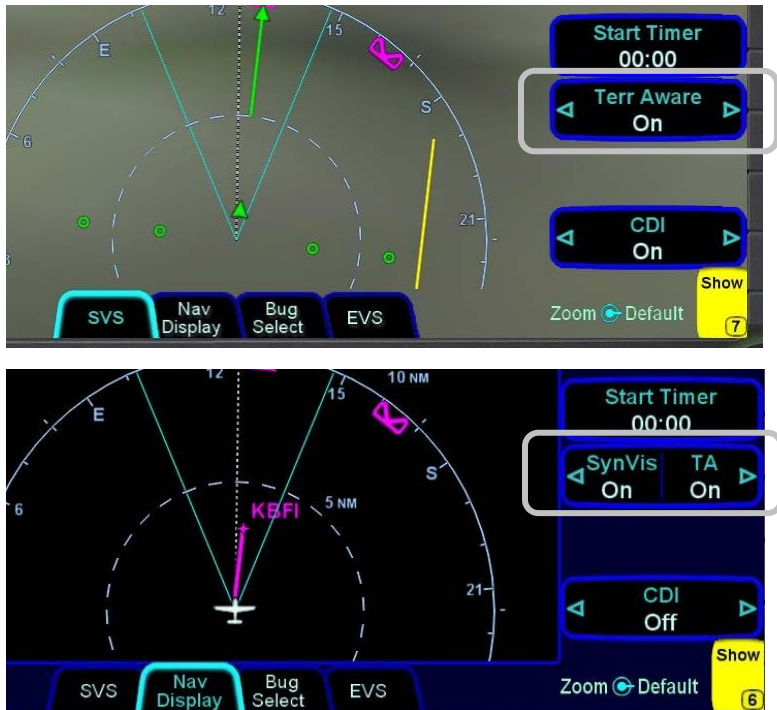 12
15
E
S
6
21
3
Start Timer
00:00
Terr Aware
On
CDI
On
Show
7
Zoom Default
SVS
Nav Display
Bug Select
EVS
12
10 NM
15
E
S
5 NM
KBFI
6
21
Start Timer
00:00
SynVis TA
On On
CDI
Off
Show
6
Zoom Default
SVS
Nav Display
Bug Select
EVS